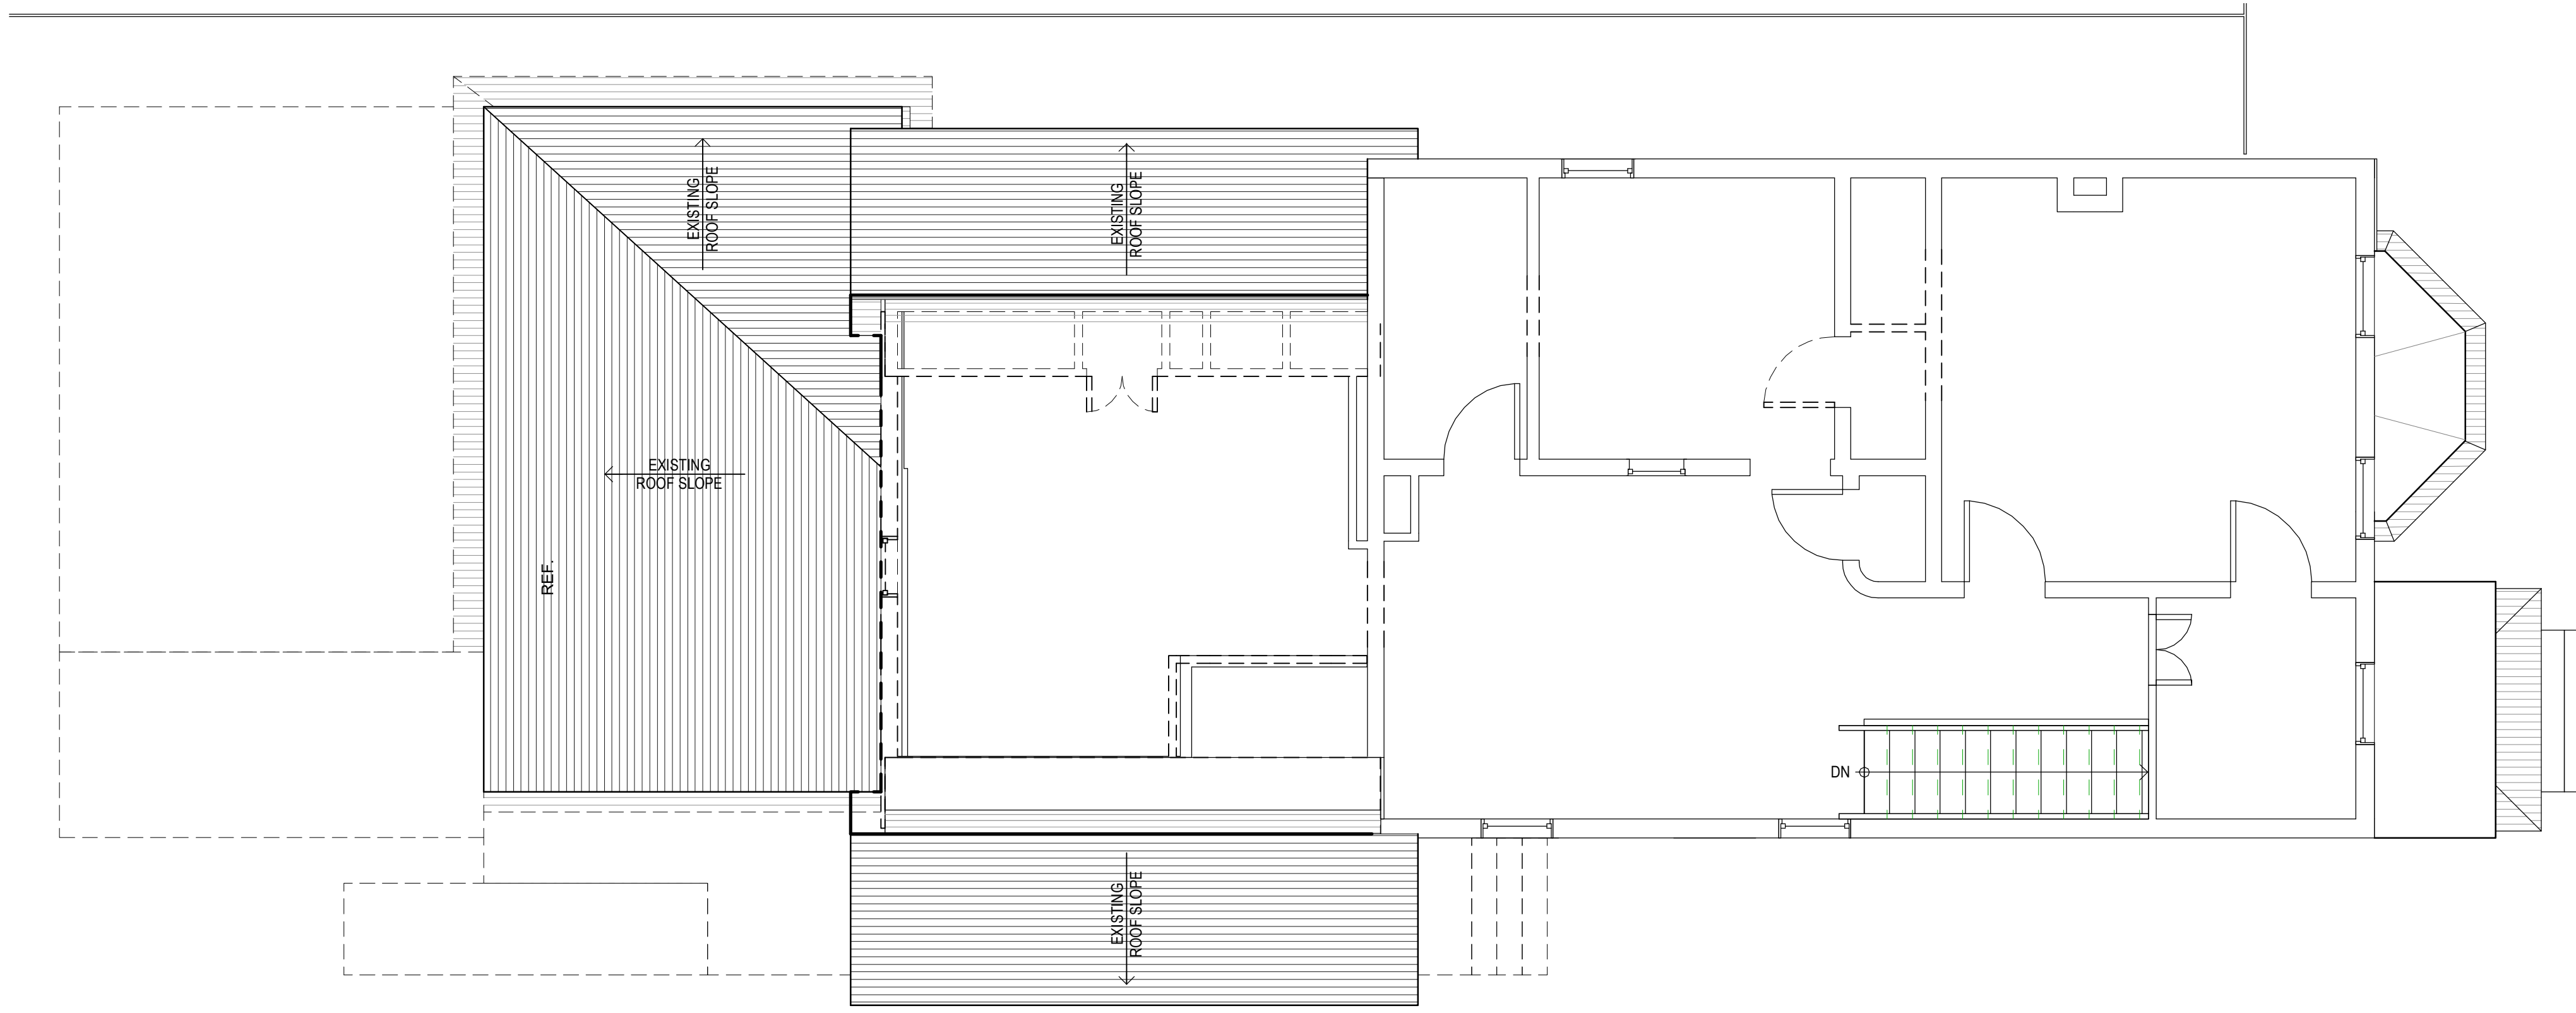 EXISTING
ROOF SLOPE
EXISTING
ROOF SLOPE
EXISTING
ROOF SLOPE
REF.
DN
EXISTING
ROOF SLOPE